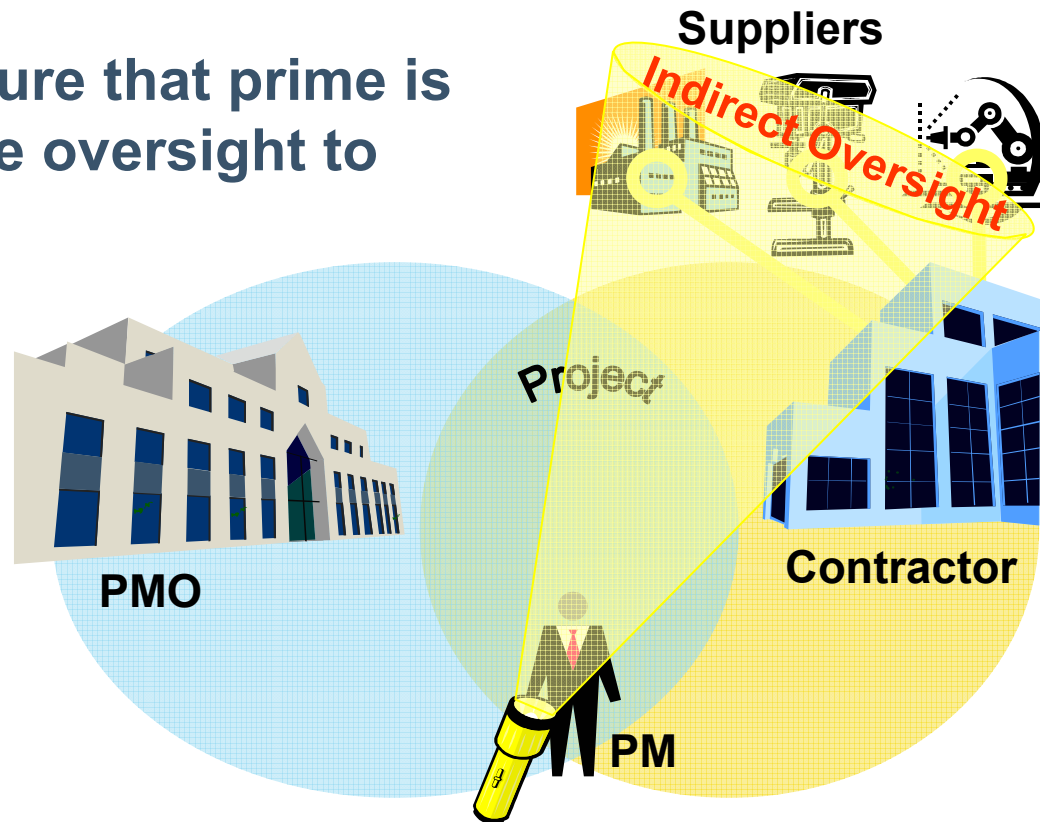 Suppliers
ure that prime is
e oversight to
Indirect Oversight
Project
PMO
Contractor
PM